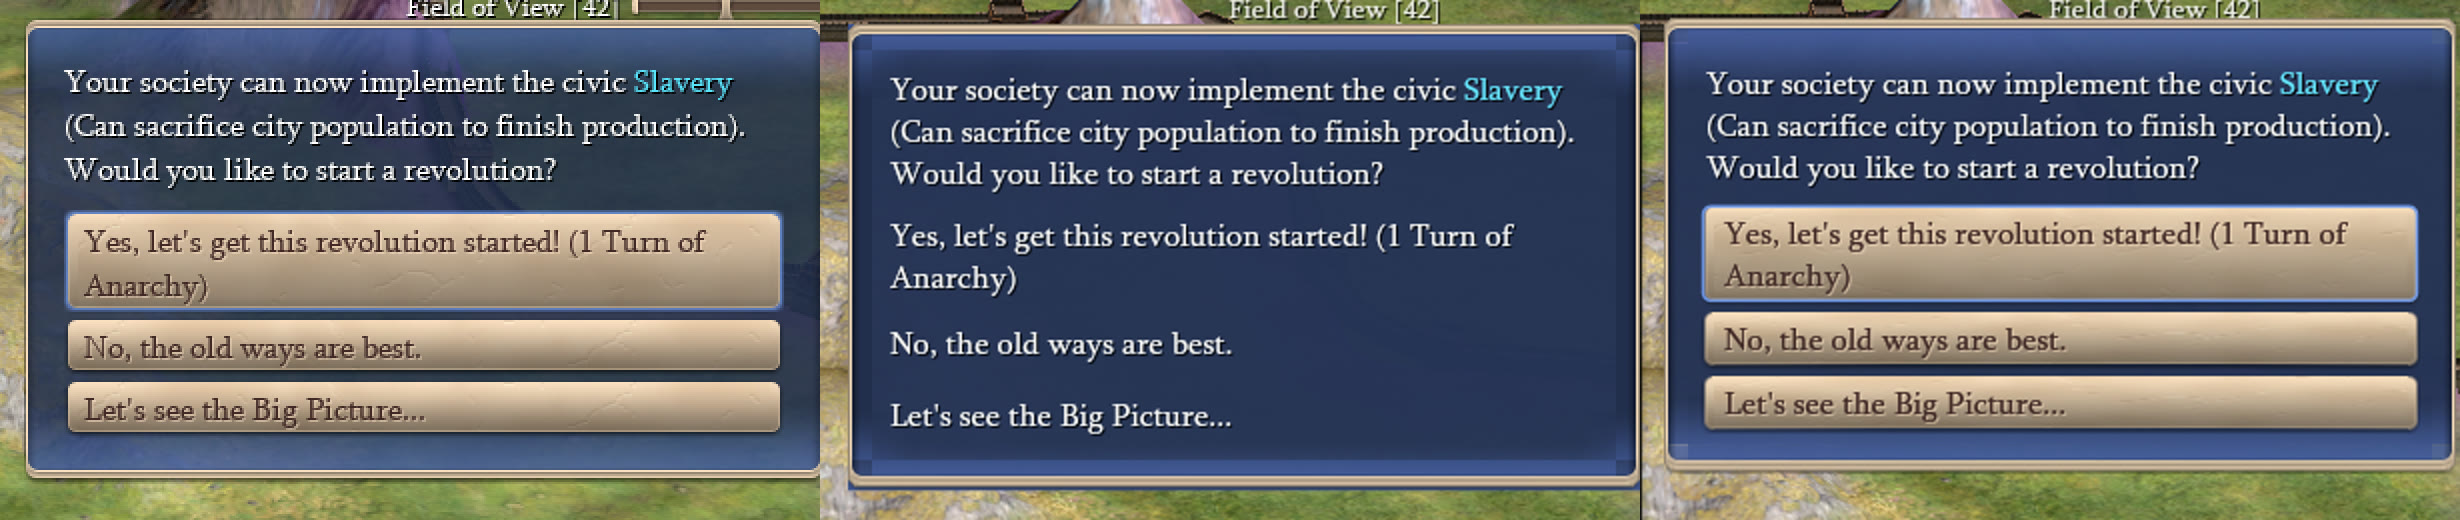 Field of View [42]
Your society can now implement the civic Slavery
(Can sacrifice city population to finish production).
Would you like to start a revolution?
Yes, let's get this revolution started! (1 Turn of
Anarchy)
No, the old ways are best.
Let's see the Big Picture...
Field of View [42]
Your society can now implement the civic Slavery
(Can sacrifice city population to finish production).
Would you like to start a revolution?
Yes, let's get this revolution started! (1 Turn of
Anarchy)
No, the old ways are best.
Let's see the Big Picture...
Field of View [42]
Your society can now implement the civic Slavery
(Can sacrifice city population to finish production).
Would you like to start a revolution?
Yes, let's get this revolution started! (1 Turn of
Anarchy)
No, the old ways are best.
Let's see the Big Picture...